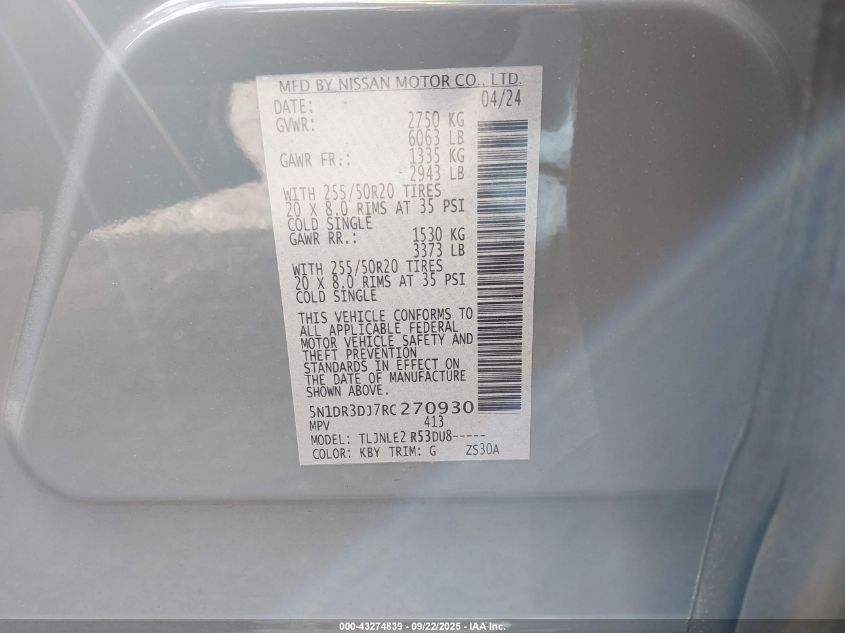 MFD BY NISSAN MOTOR CO., LTD.
DATE: 04/24
GVWR: 2750 KG
6063 LB
GAWR FR.: 1335 KG
2943 LB
WITH 255/50R20 TIRES
20 X 8.0 RIMS AT 35 PSI
COLD SINGLE
GAWR RR.: 1530 KG
3373 LB
WITH 255/50R20 TIRES
20 X 8.0 RIMS AT 35 PSI
COLD SINGLE
THIS VEHICLE CONFORMS TO
ALL APPLICABLE FEDERAL
MOTOR VEHICLE SAFETY AND
THEFT PREVENTION
STANDARDS IN EFFECT ON
THE DATE OF MANUFACTURE
SHOWN ABOVE.
5N1DR3DJ7RC270930
MPV 413
MODEL: TLJNLE2 R53DU8-----
COLOR: KBY TRIM: G ZS30A
000-43274839 - 09/22/2025 - IAA Inc.